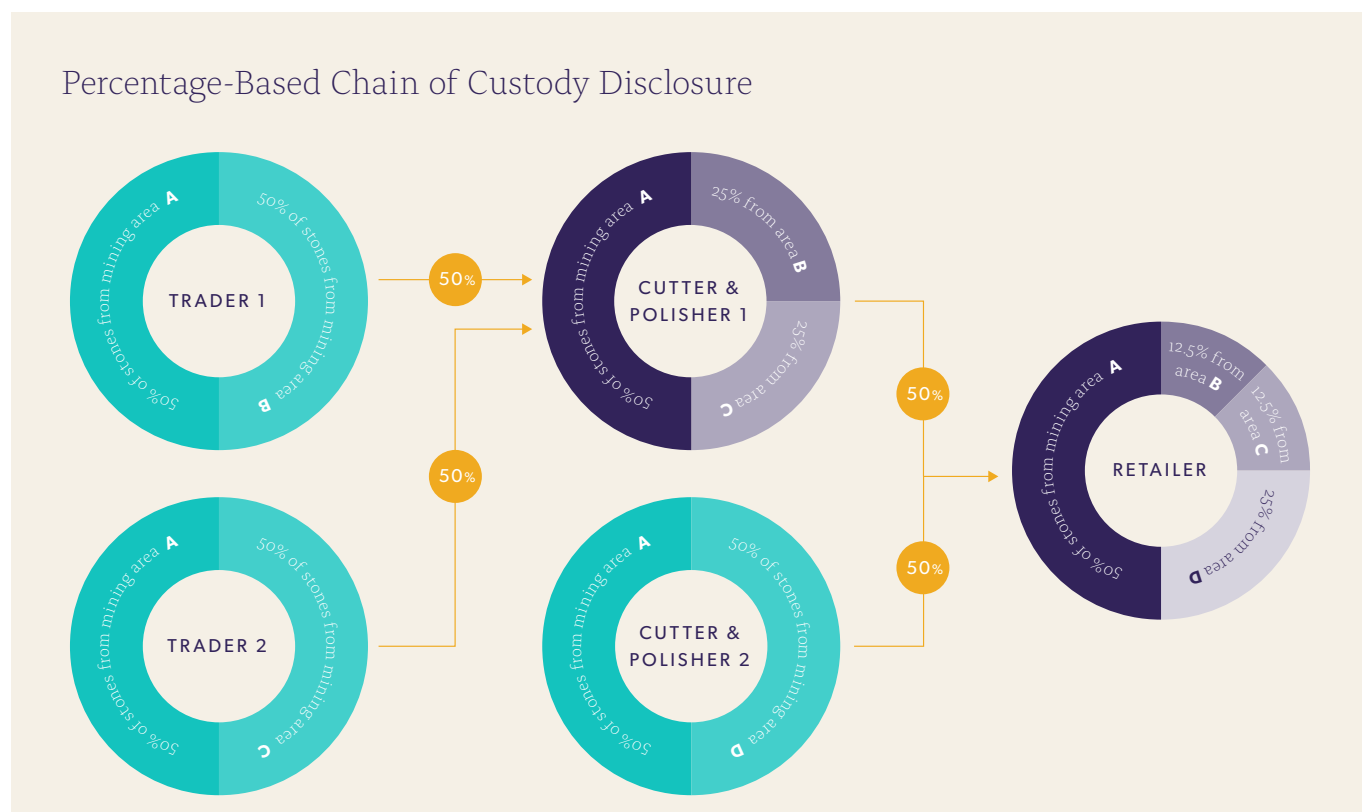 Percentage-Based Chain of Custody Disclosure
50% of stones from mining area A
50% of stones from mining area B
TRADER 1
50%
50% of stones from mining area A
25% from area B
25% from area C
CUTTER &
POLISHER 1
50%
50% of stones from mining area A
12.5% from
area B
12.5% from
area C
25% from area D
RETAILER
50%
50% of stones from mining area A
50% of stones from mining area C
TRADER 2
50% of stones from mining area A
50% of stones from mining area D
CUTTER &
POLISHER 2
50%